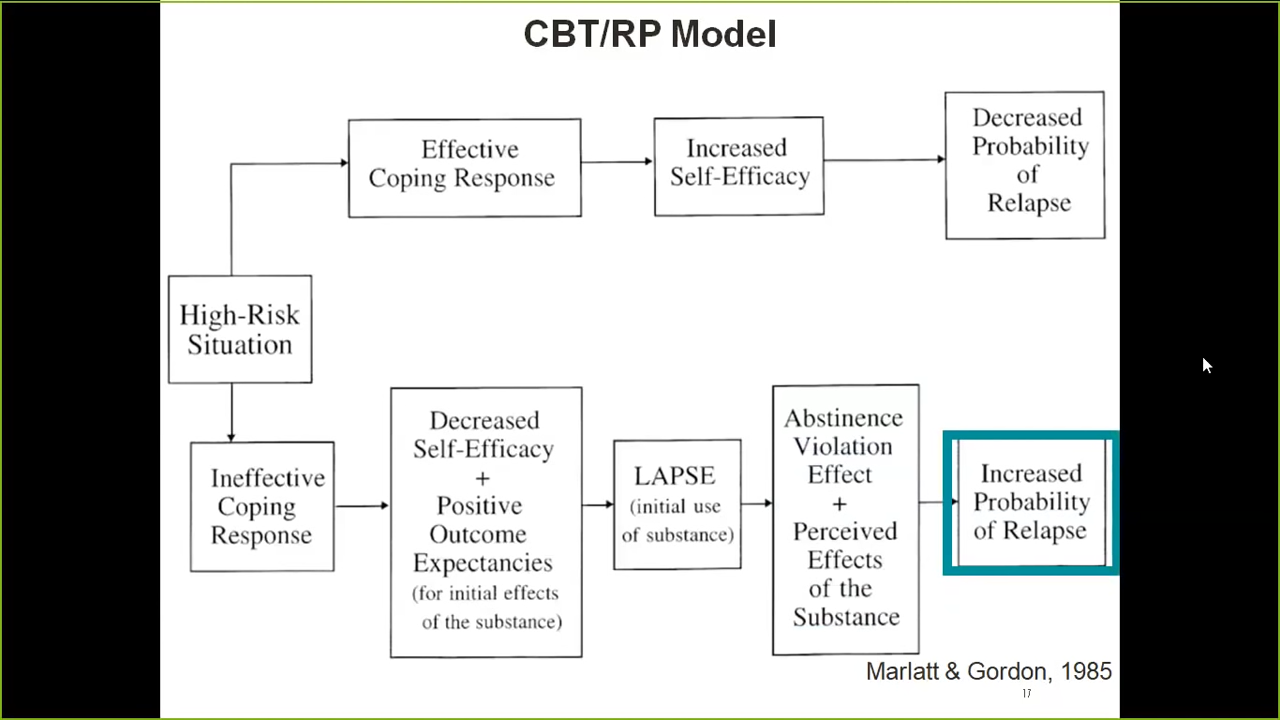 CBT/RP Model
Effective
Coping Response
Increased
Self-Efficacy
Decreased
Probability
of
Relapse
High-Risk
Situation
Ineffective
Coping
Response
Decreased
Self-Efficacy
+
Positive
Outcome
Expectancies
(for initial effects
of the substance)
LAPSE
(initial use
of substance)
Abstinence
Violation
Effect
+
Perceived
Effects
of the
Substance
Increased
Probability
of Relapse
Marlatt & Gordon, 1985
17